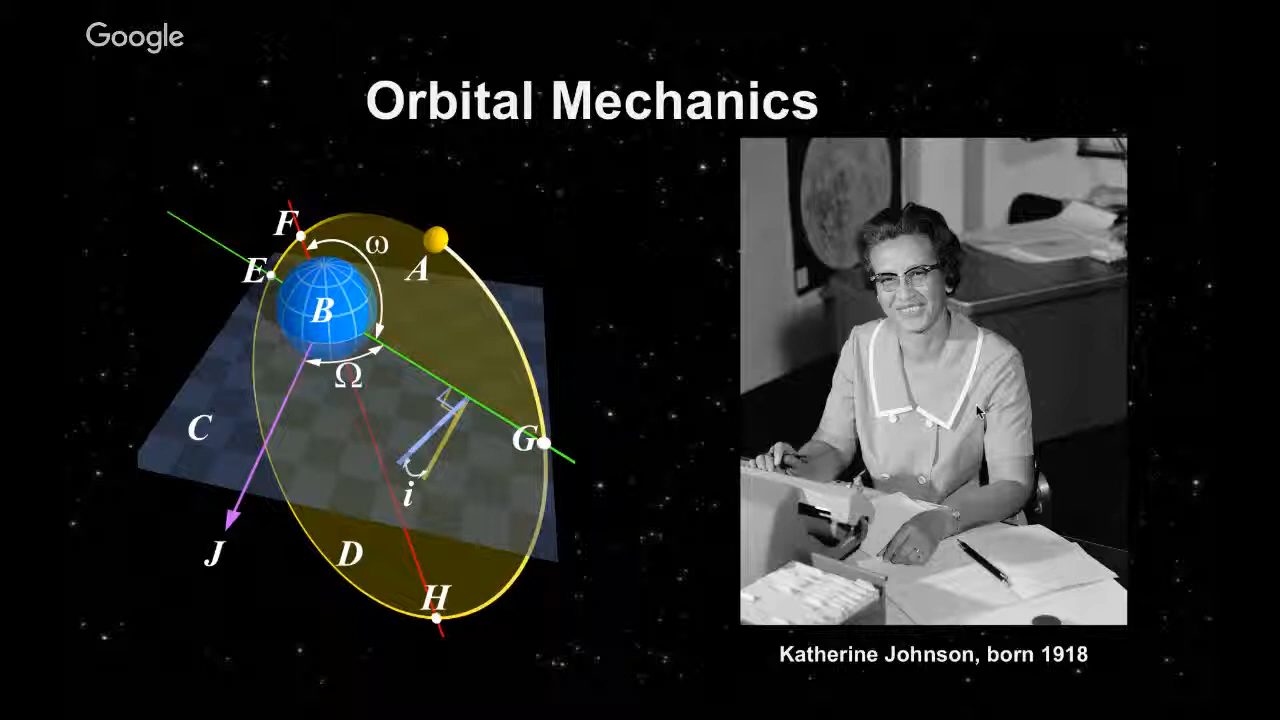 Google
Orbital Mechanics
F
ω
E
A
B
Ω
C
G
i
J
D
H
Katherine Johnson, born 1918